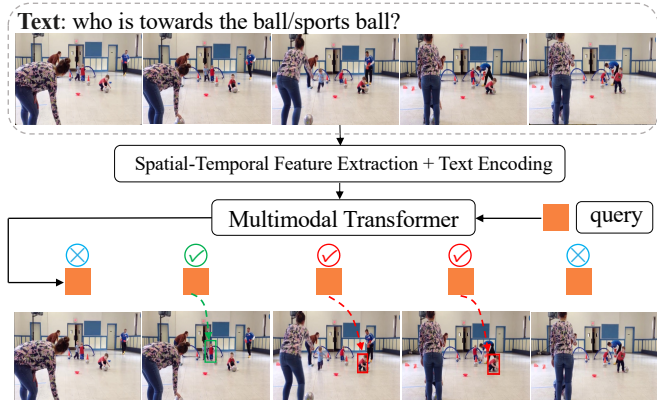 Text: who is towards the ball/sports ball?
Spatial-Temporal Feature Extraction + Text Encoding
Multimodal Transformer
query